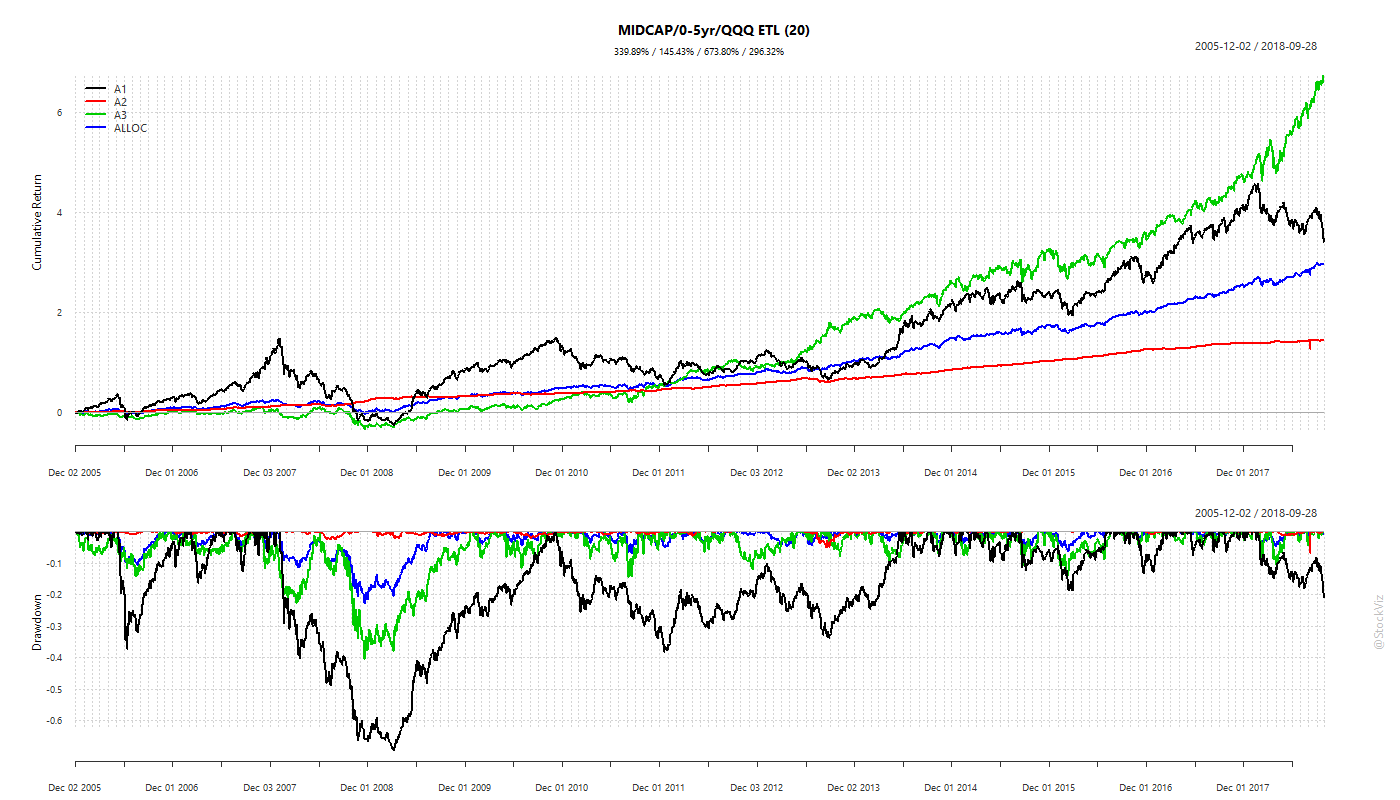 MIDCAP/0-5yr/QQQ ETL (20)
339.89% / 145.43% / 673.80% / 296.32%
2005-12-02 / 2018-09-28
A1
A2
A3
ALLOC
Cumulative Return
6
4
2
0
Dec 02 2005 Dec 01 2006 Dec 03 2007 Dec 01 2008 Dec 01 2009 Dec 01 2010 Dec 01 2011 Dec 03 2012 Dec 02 2013 Dec 01 2014 Dec 01 2015 Dec 01 2016 Dec 01 2017
2005-12-02 / 2018-09-28
Drawdown
-0.1
-0.2
-0.3
-0.4
-0.5
-0.6
Dec 02 2005 Dec 01 2006 Dec 03 2007 Dec 01 2008 Dec 01 2009 Dec 01 2010 Dec 01 2011 Dec 03 2012 Dec 02 2013 Dec 01 2014 Dec 01 2015 Dec 01 2016 Dec 01 2017
@StockViz